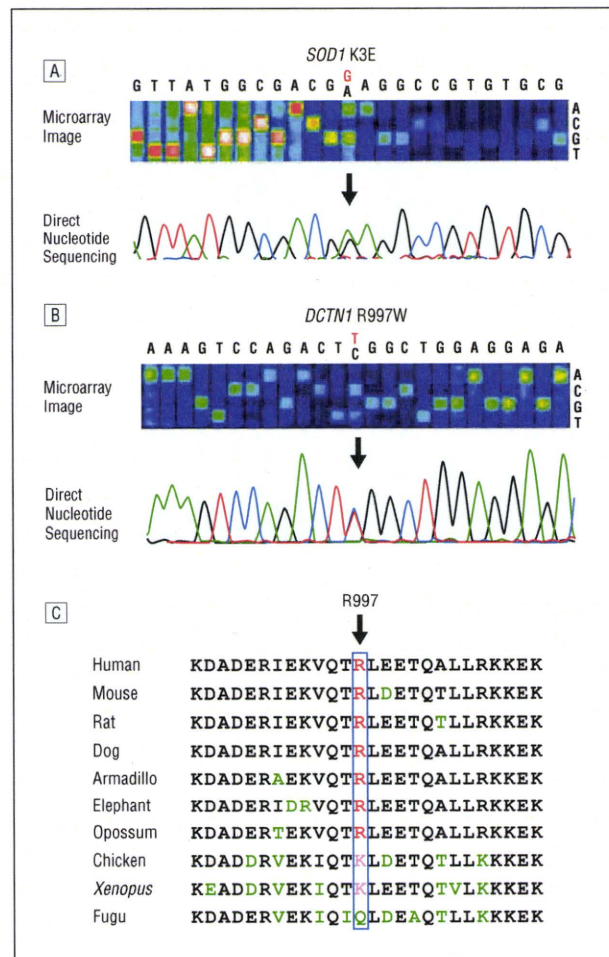 A
SOD1 K3E
G
G T T A T G G C G A C G A A G G C C G T G T G C G
Microarray
Image
A
C
G
T
Direct
Nucleotide
Sequencing
B
DCTN1 R997W
T
A A A G T C C A G A C T C G G C T G G A G G A G A
Microarray
Image
A
C
G
T
Direct
Nucleotide
Sequencing
C
R997
Human KDADERIEKVQTRLEETQALLRKKEK
Mouse KDADERIEKVQTRLDETQTLLRKKEK
Rat KDADERIEKVQTRLEETQTLLRKKEK
Dog KDADERIEKVQTRLEETQALLRKKEK
Armadillo KDADERAEKVQTRLEETQALLRKKEK
Elephant KDADERIDRVQTRLEETQALLRKKEK
Opossum KDADERTEKVQTRLEETQALLRKKEK
Chicken KDADDRVEKIQTKLDETQTLLKKKEK
Xenopus KEADDRVEKIQTKLEETQTVLKKKEK
Fugu KDADERVEKIQIQLDEAQTLLKKKEK